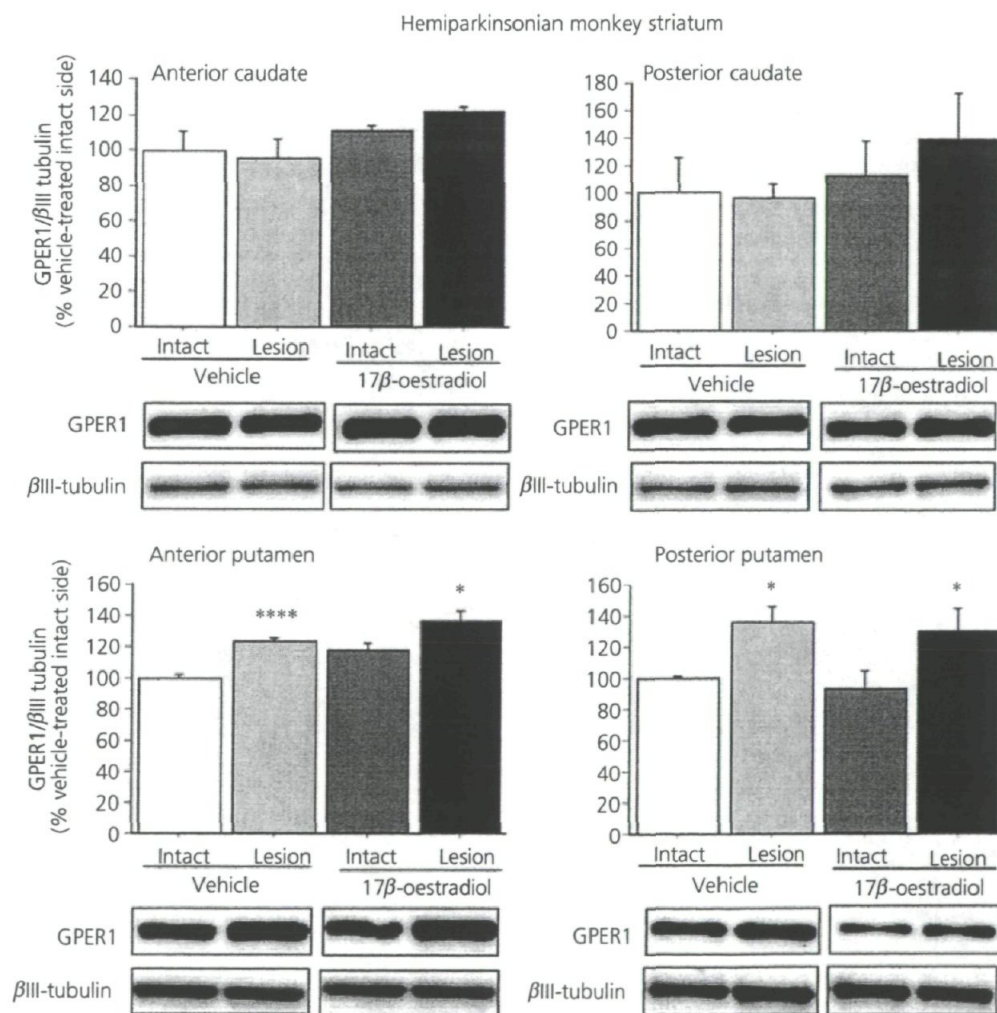 Hemiparkinsonian monkey striatum
Anterior caudate
GPER1/βIII tubulin
(% vehicle-treated intact side)
140
120
100
80
60
40
20
0
Intact Lesion Intact Lesion
Vehicle 17β-oestradiol
GPER1
βIII-tubulin
Posterior caudate
180
160
140
120
100
80
60
40
20
0
Intact Lesion Intact Lesion
Vehicle 17β-oestradiol
GPER1
βIII-tubulin
Anterior putamen
GPER1/βIII tubulin
(% vehicle-treated intact side)
160
140
120
100
80
60
40
20
0
**** *
Intact Lesion Intact Lesion
Vehicle 17β-oestradiol
GPER1
βIII-tubulin
Posterior putamen
160
140
120
100
80
60
40
20
0
* *
Intact Lesion Intact Lesion
Vehicle 17β-oestradiol
GPER1
βIII-tubulin